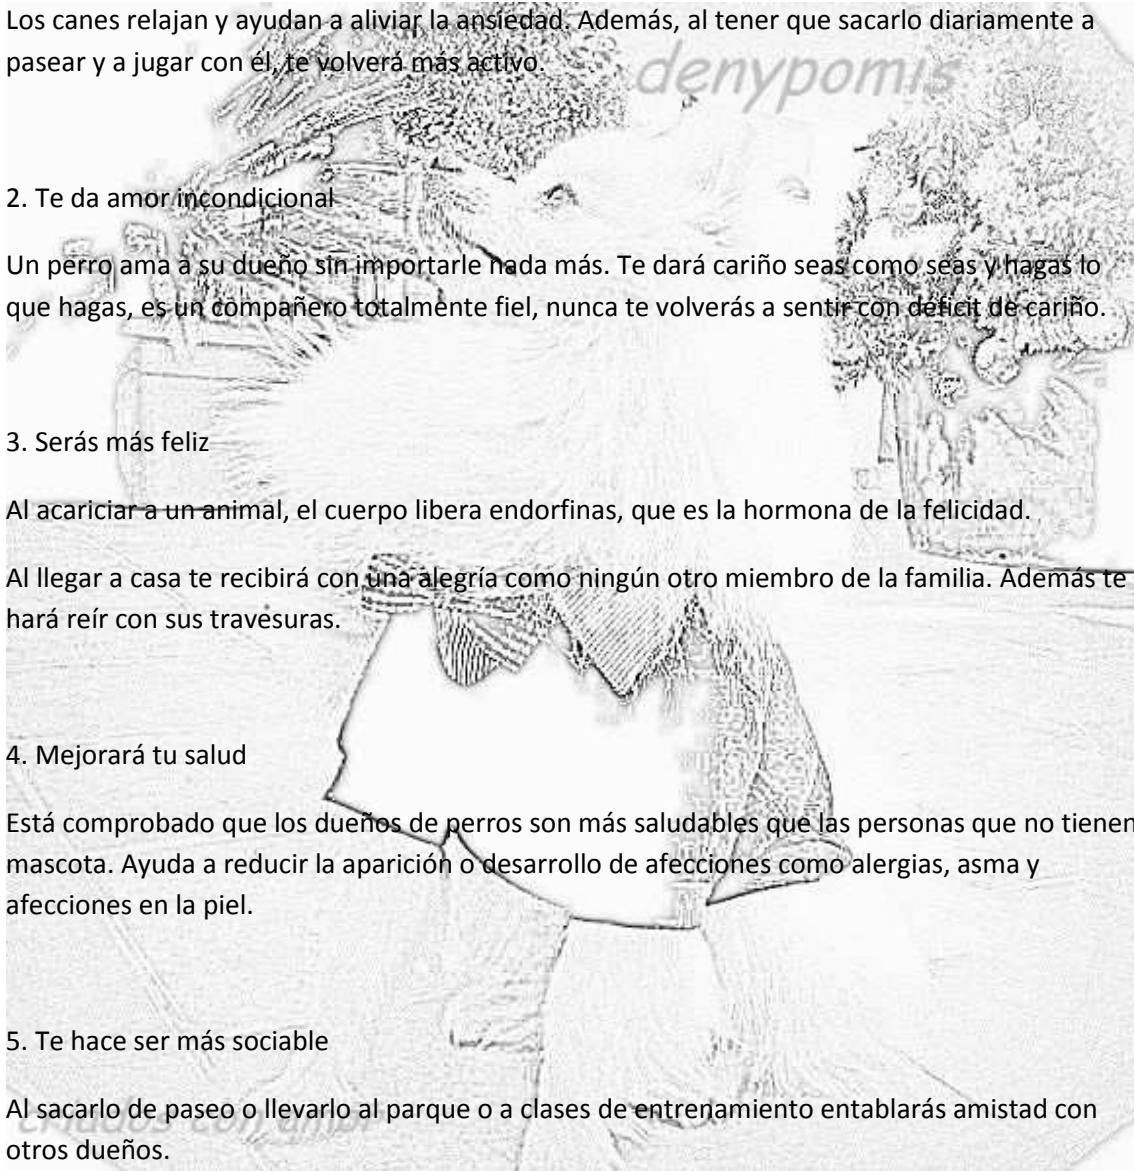 Los canes relajan y ayudan a aliviar la ansiedad. Además, al tener que sacarlo diariamente a
pasear y a jugar con él, te volverá más activo.
denypomis
2. Te da amor incondicional
Un perro ama a su dueño sin importarle nada más. Te dará cariño seas como seas y hagas lo
que hagas, es un compañero totalmente fiel, nunca te volverás a sentir con déficit de cariño.
3. Serás más feliz
Al acariciar a un animal, el cuerpo libera endorfinas, que es la hormona de la felicidad.
Al llegar a casa te recibirá con una alegría como ningún otro miembro de la familia. Además te
hará reír con sus travesuras.
4. Mejorará tu salud
Está comprobado que los dueños de perros son más saludables que las personas que no tienen
mascota. Ayuda a reducir la aparición o desarrollo de afecciones como alergias, asma y
afecciones en la piel.
5. Te hace ser más sociable
Al sacarlo de paseo o llevarlo al parque o a clases de entrenamiento entablarás amistad con
criados con amor
otros dueños.